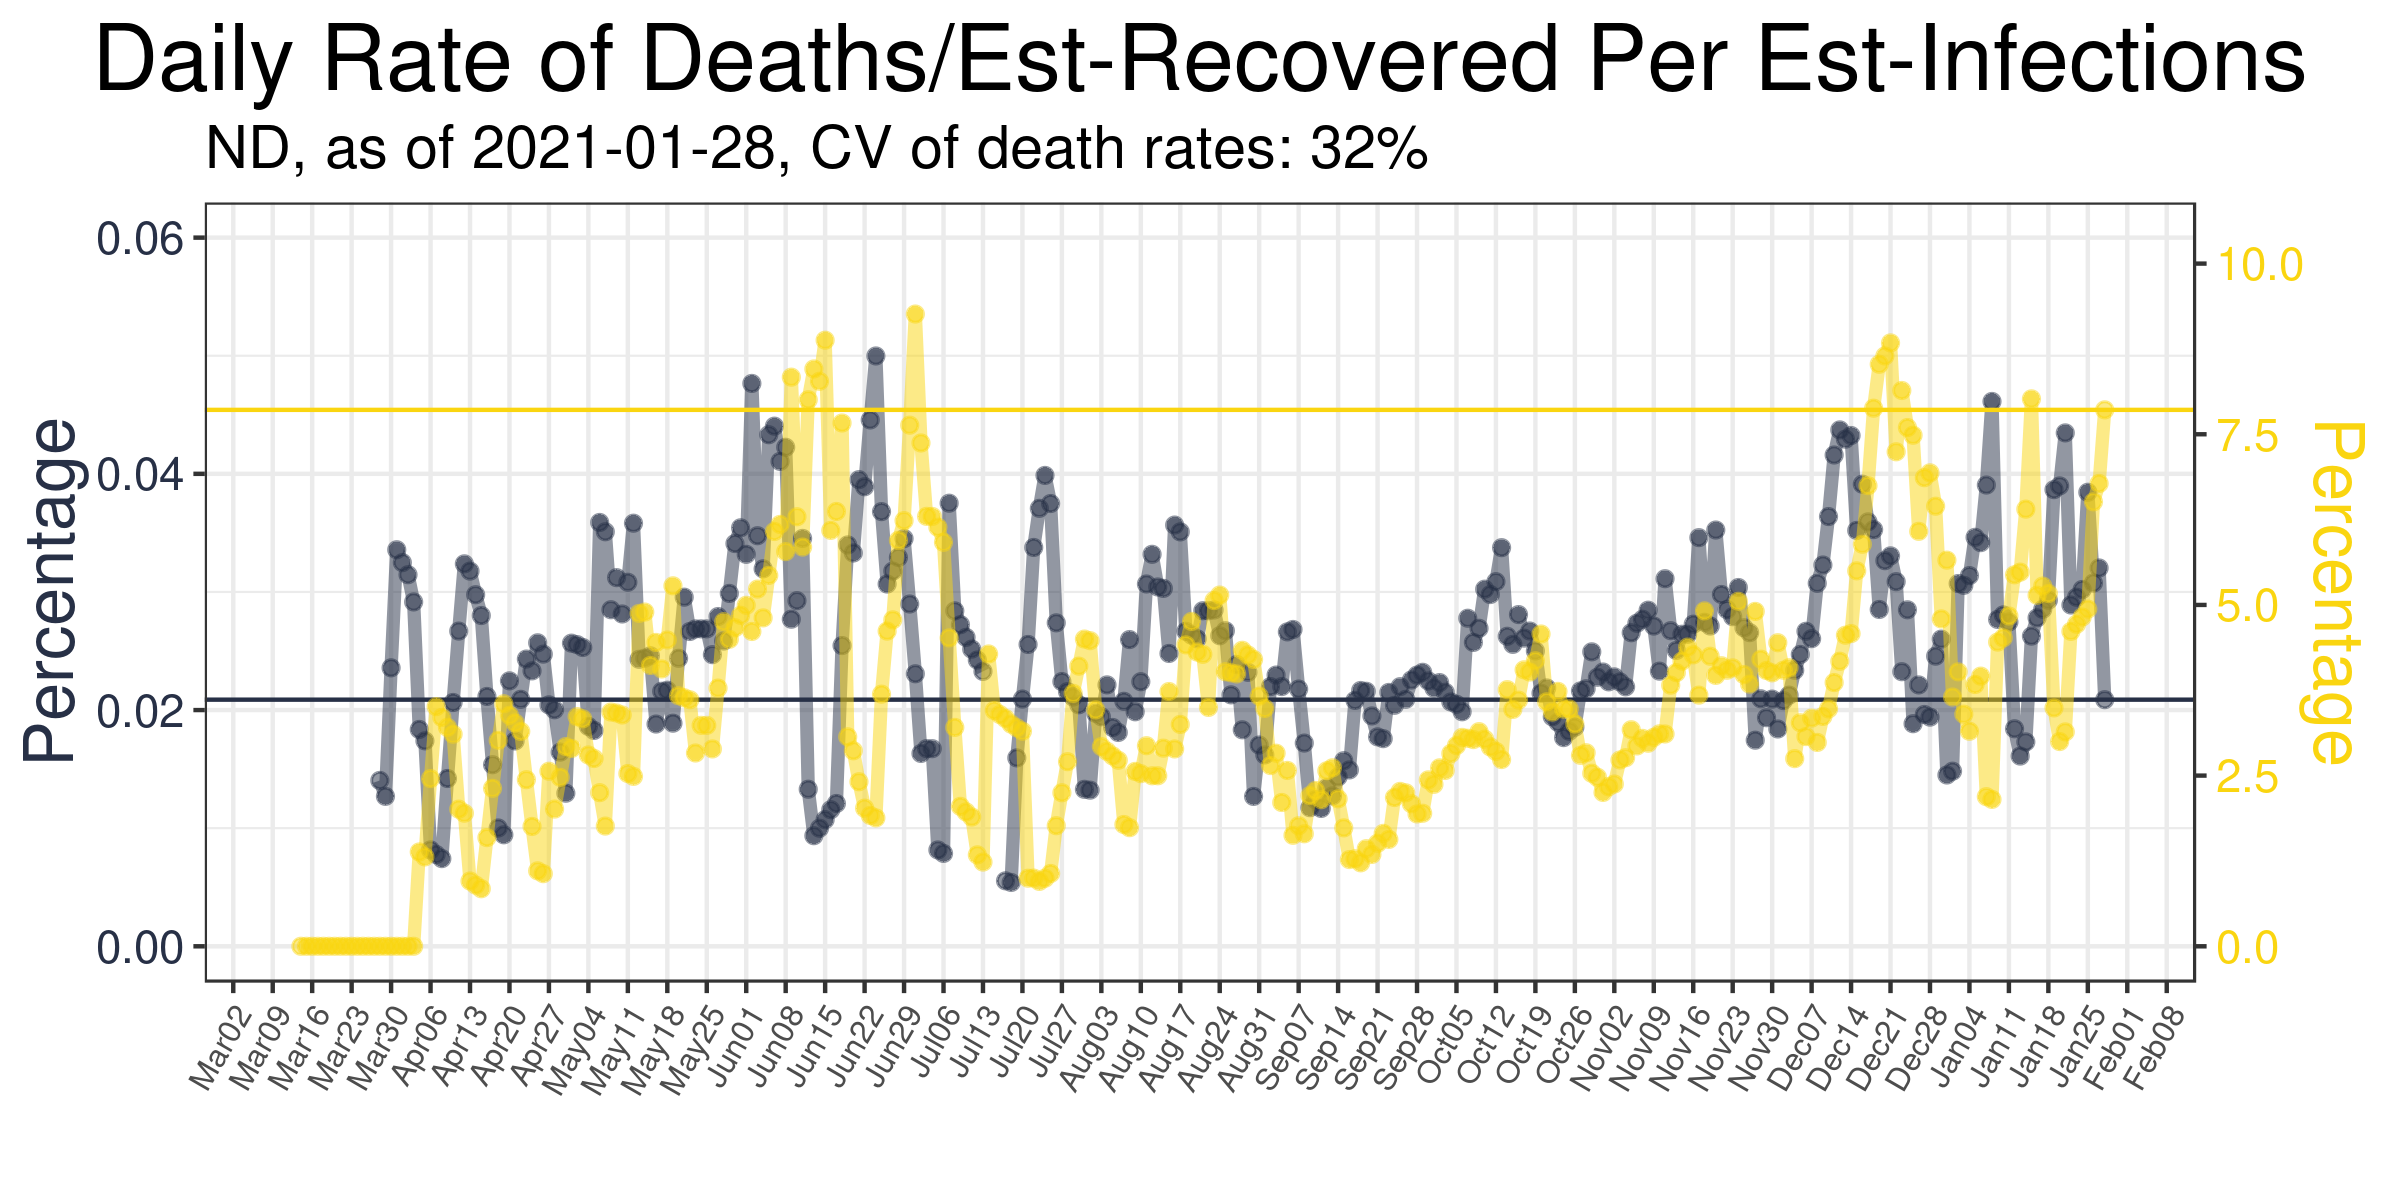 Daily Rate of Deaths/Est-Recovered Per Est-Infections
ND, as of 2021-01-28, CV of death rates: 32%
Percentage
0.06
0.04
0.02
0.00
10.0
7.5
5.0
2.5
0.0
Percentage
Mar02
Mar09
Mar16
Mar23
Mar30
Apr06
Apr13
Apr20
Apr27
May04
May11
May18
May25
Jun01
Jun08
Jun15
Jun22
Jun29
Jul06
Jul13
Jul20
Jul27
Aug03
Aug10
Aug17
Aug24
Aug31
Sep07
Sep14
Sep21
Sep28
Oct05
Oct12
Oct19
Oct26
Nov02
Nov09
Nov16
Nov23
Nov30
Dec07
Dec14
Dec21
Dec28
Jan04
Jan11
Jan18
Jan25
Feb01
Feb08